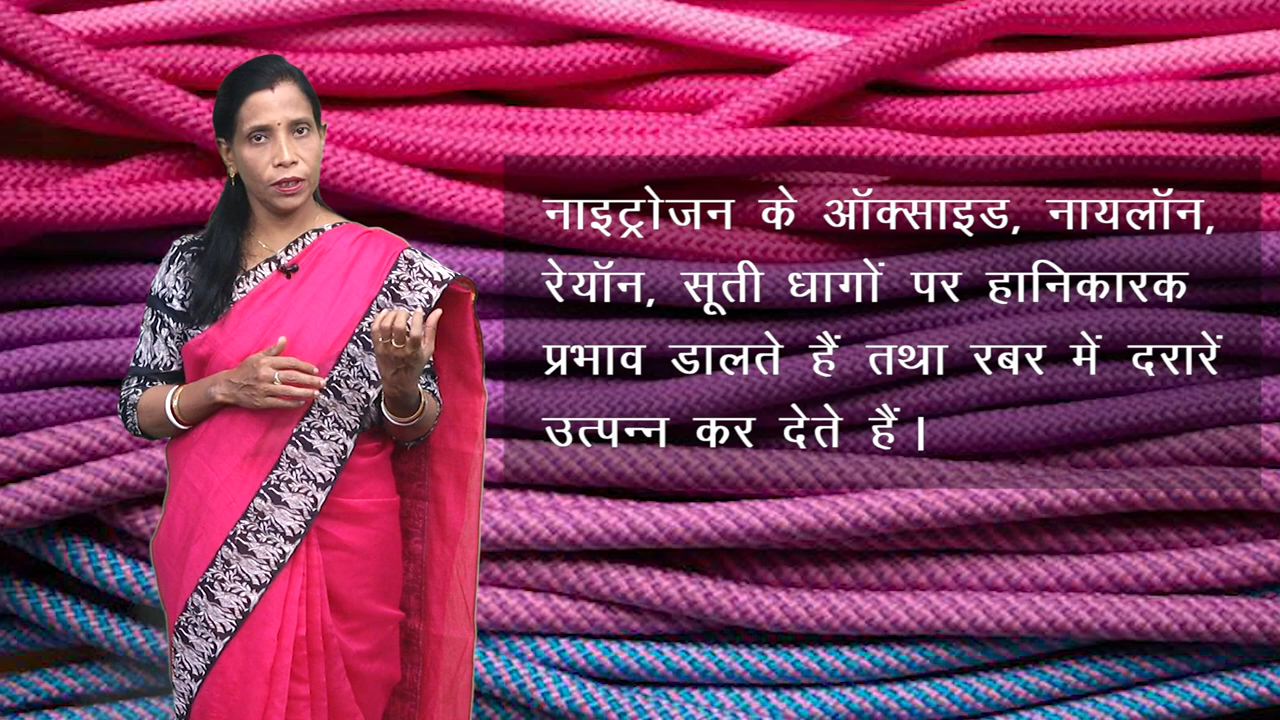 नाइट्रोजन के ऑक्साइड, नायलॉन,
रेयॉन, सूती धागों पर हानिकारक
प्रभाव डालते हैं तथा रबर में दरारें
उत्पन्न कर देते हैं।